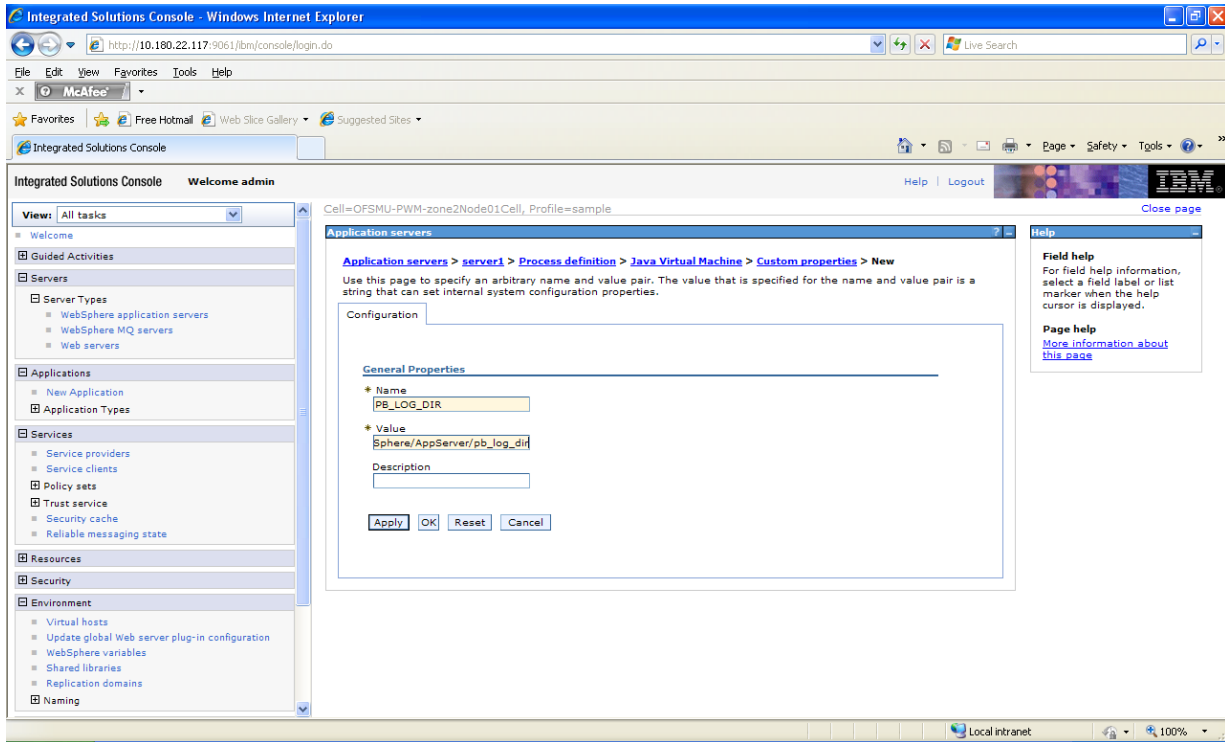 Integrated Solutions Console - Windows Internet Explorer
http://10.180.22.117:9061/ibm/console/login.do
Live Search
File Edit View Favorites Tools Help
x McAfee
Favorites Free Hotmail Web Slice Gallery Suggested Sites
Integrated Solutions Console
Page Safety Tools »
Integrated Solutions Console Welcome admin
Help | Logout
IBM.
View: All tasks
Welcome
Guided Activities
Servers
Server Types
WebSphere application servers
WebSphere MQ servers
Web servers
Applications
New Application
Application Types
Services
Service providers
Service clients
Policy sets
Trust service
Security cache
Reliable messaging state
Resources
Security
Environment
Virtual hosts
Update global Web server plug-in configuration
WebSphere variables
Shared libraries
Replication domains
Naming
Cell=OFSMU-PWM-zone2Node01Cell, Profile=sample
Close page
Application servers
? -
Application servers > server1 > Process definition > Java Virtual Machine > Custom properties > New
Use this page to specify an arbitrary name and value pair. The value that is specified for the name and value pair is a
string that can set internal system configuration properties.
Configuration
General Properties
* Name
PB_LOG_DIR
* Value
Sphere/AppServer/pb_log_dir
Description
Apply OK Reset Cancel
Help
Field help
For field help information,
select a field label or list
marker when the help
cursor is displayed.
Page help
More information about
this page
Local intranet
100%